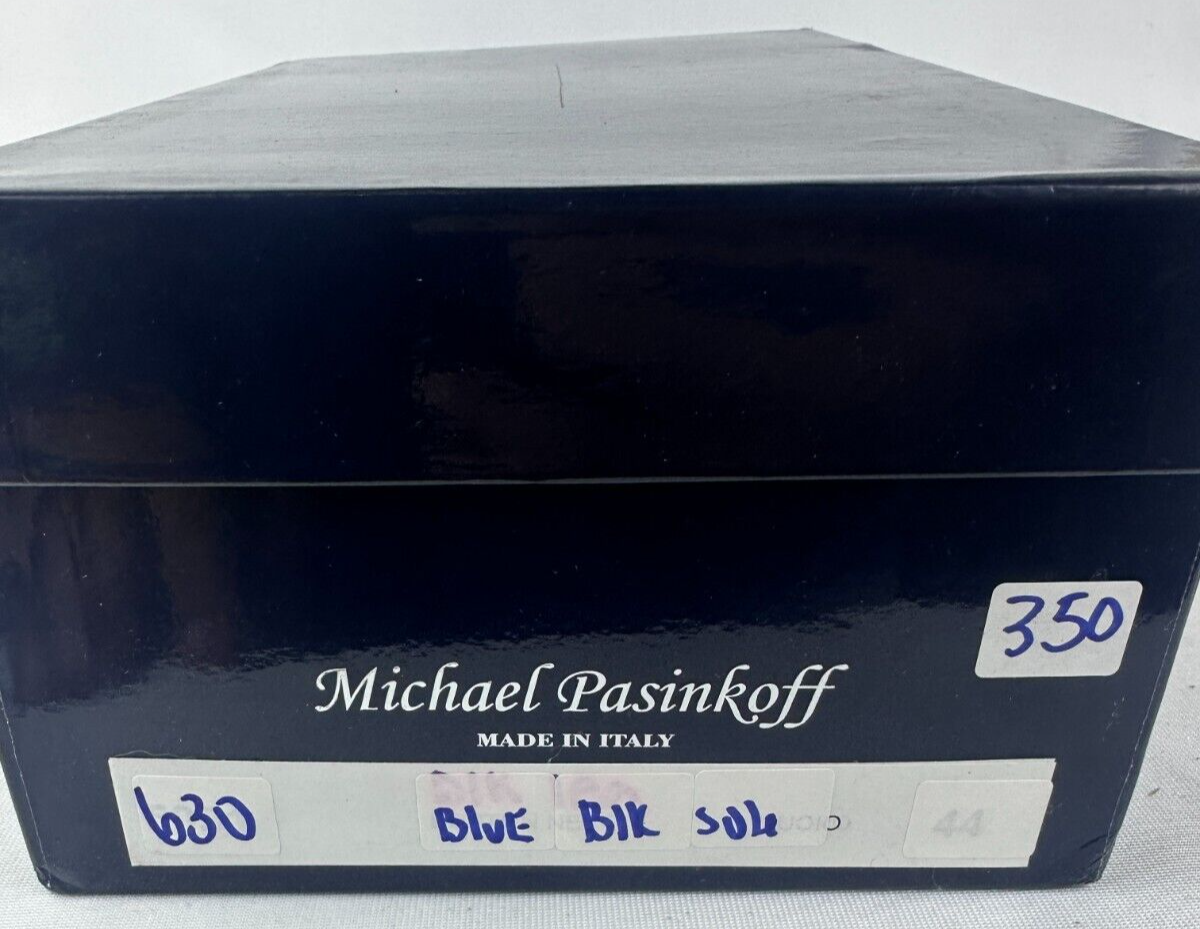 350
Michael Pasinkoff
MADE IN ITALY
630 BluE Blk Sole 44